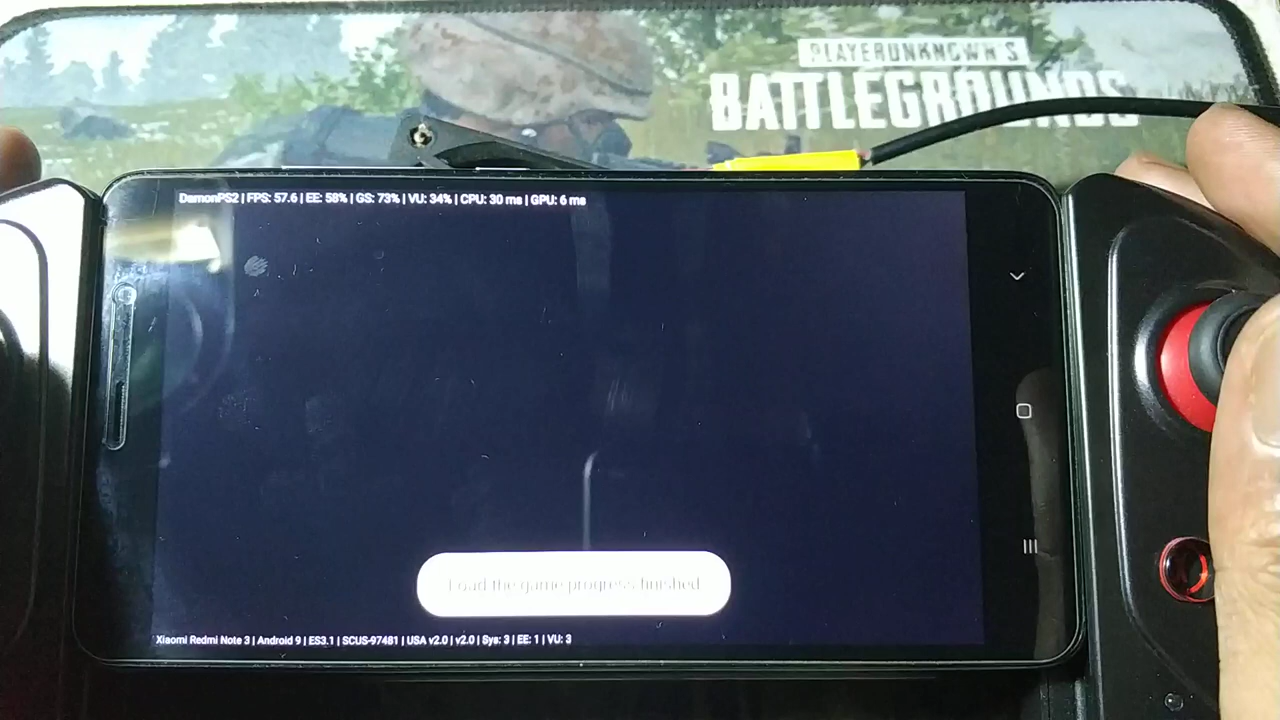 PLAYERUNKNOWN'S
BATTLEGROUNDS
DamonPS2 | FPS: 57.6 | EE: 58% | GS: 73% | VU: 34% | CPU: 30 ms | GPU: 6 ms
Load the game progress finished
Xiaomi Redmi Note 3 | Android 9 | ES3.1 | SCUS-97481 | USA v2.0 | v2.0 | Sys: 3 | EE: 1 | VU: 3